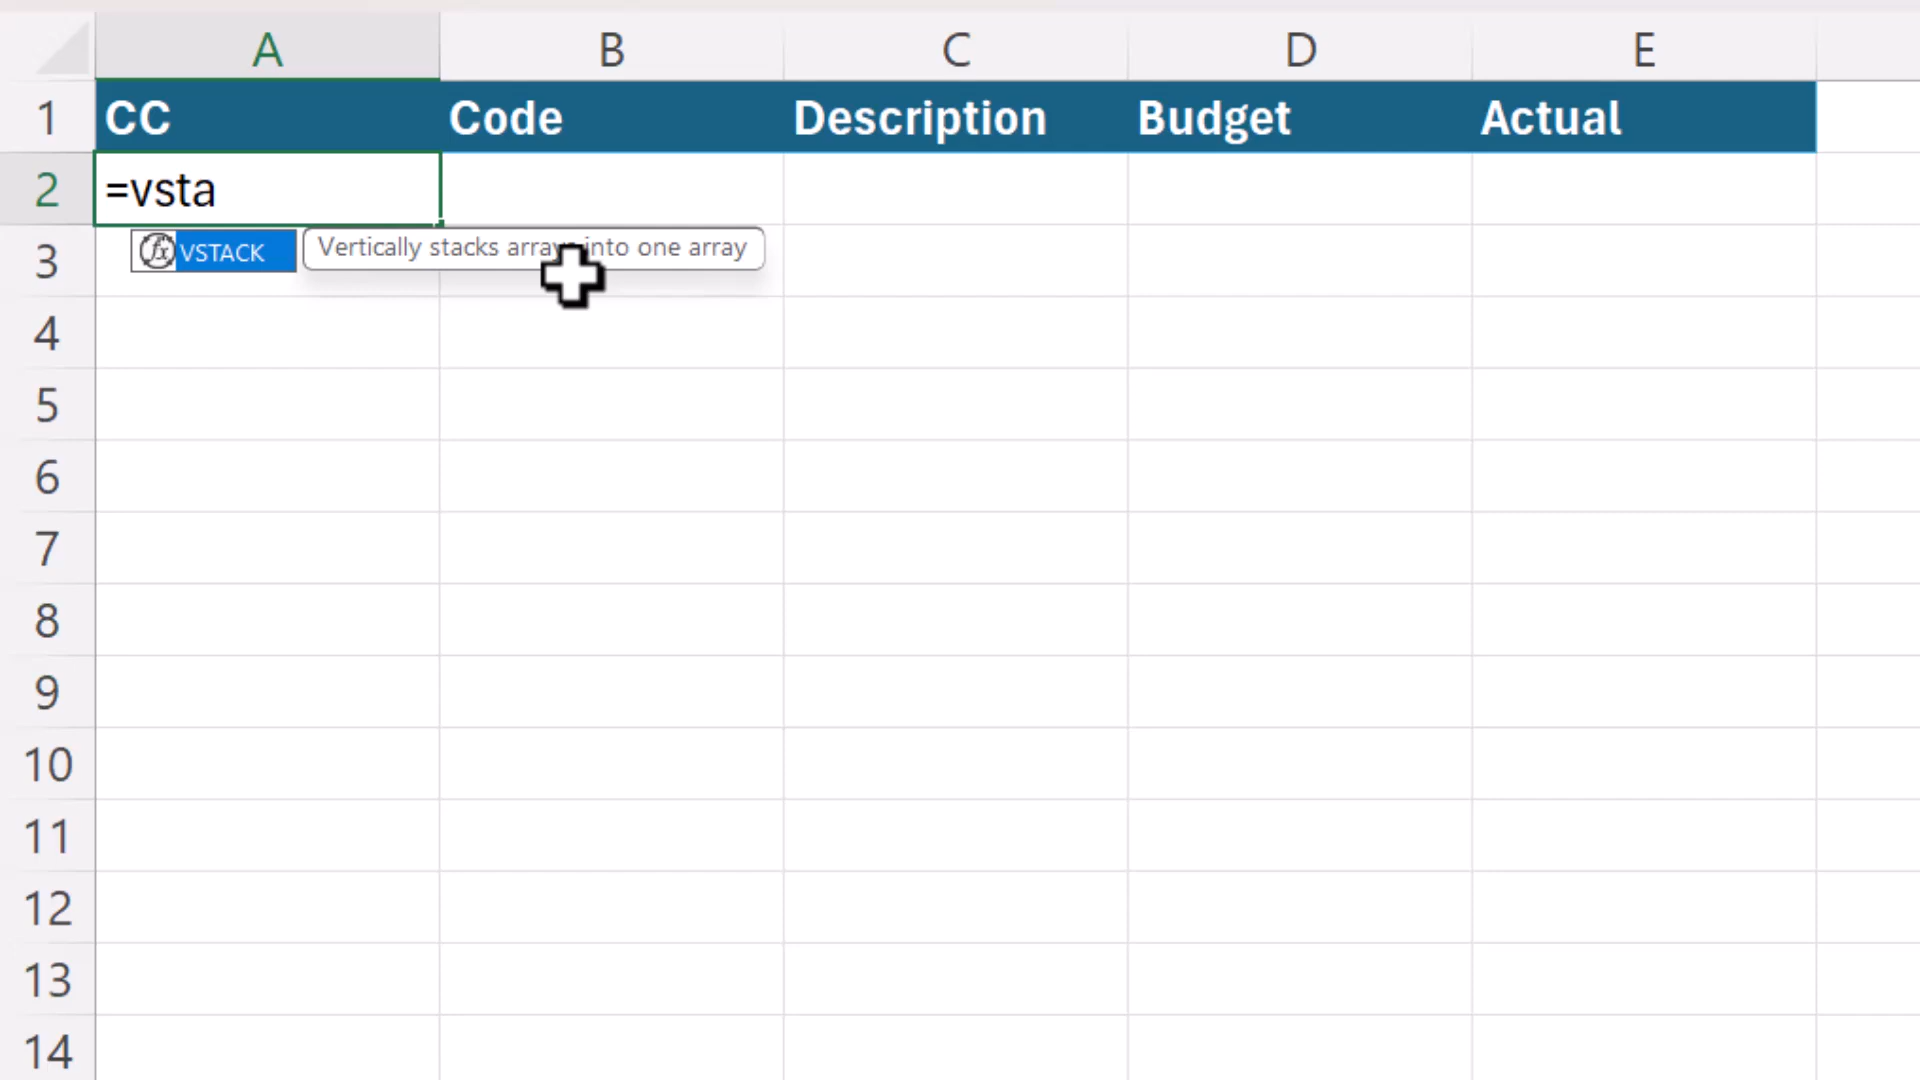 A B C D E
1 CC Code Description Budget Actual
2 =vsta
3 fx VSTACK Vertically stacks arrays into one array
4
5
6
7
8
9
10
11
12
13
14